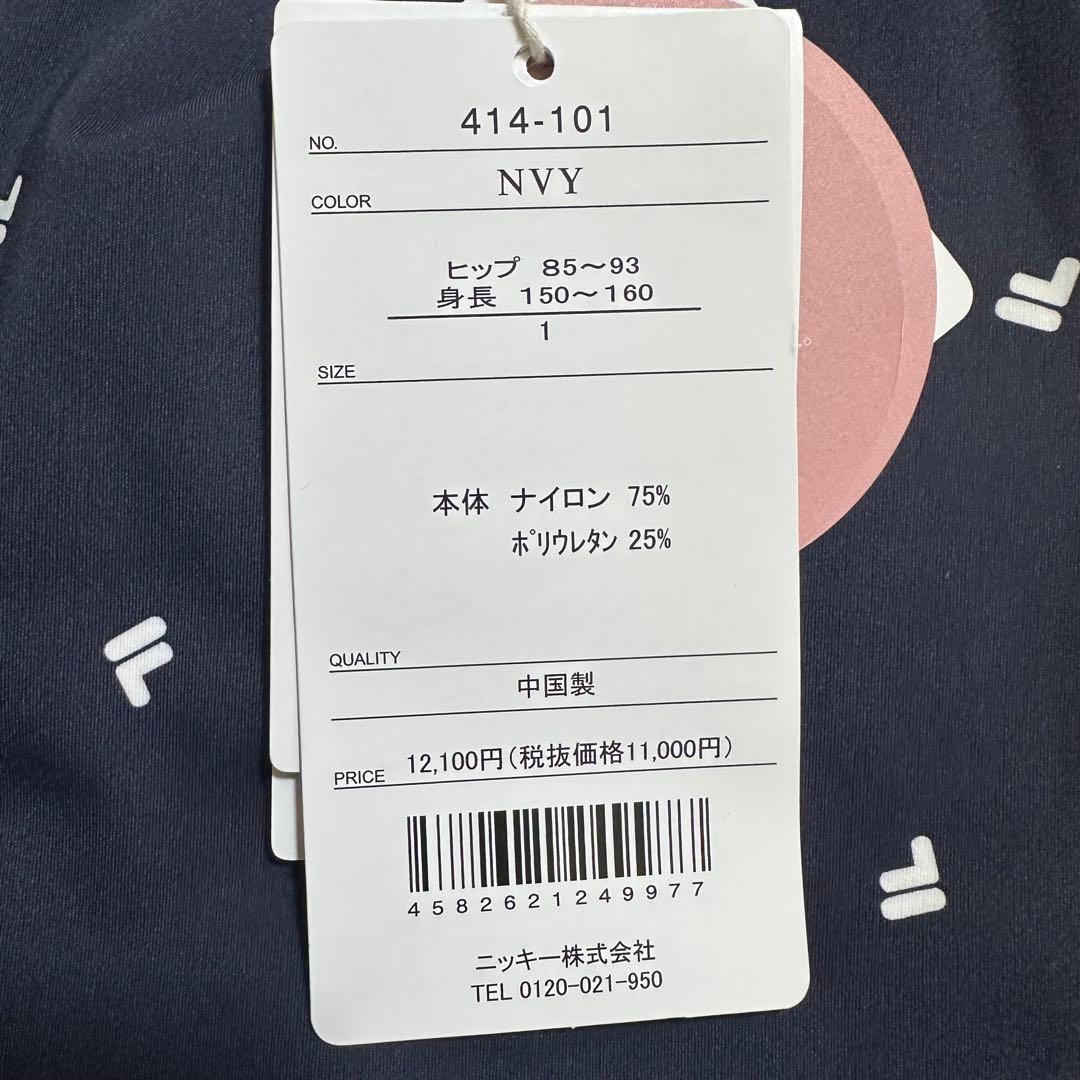 414-101
NO.
NVY
COLOR
ヒップ 85～93
身長 150～160
1
SIZE
本体 ナイロン 75%
ﾎﾟﾘｳﾚﾀﾝ 25%
QUALITY
中国製
PRICE 12,100円(税抜価格11,000円)
4582621249977
ニッキー株式会社
TEL 0120-021-950